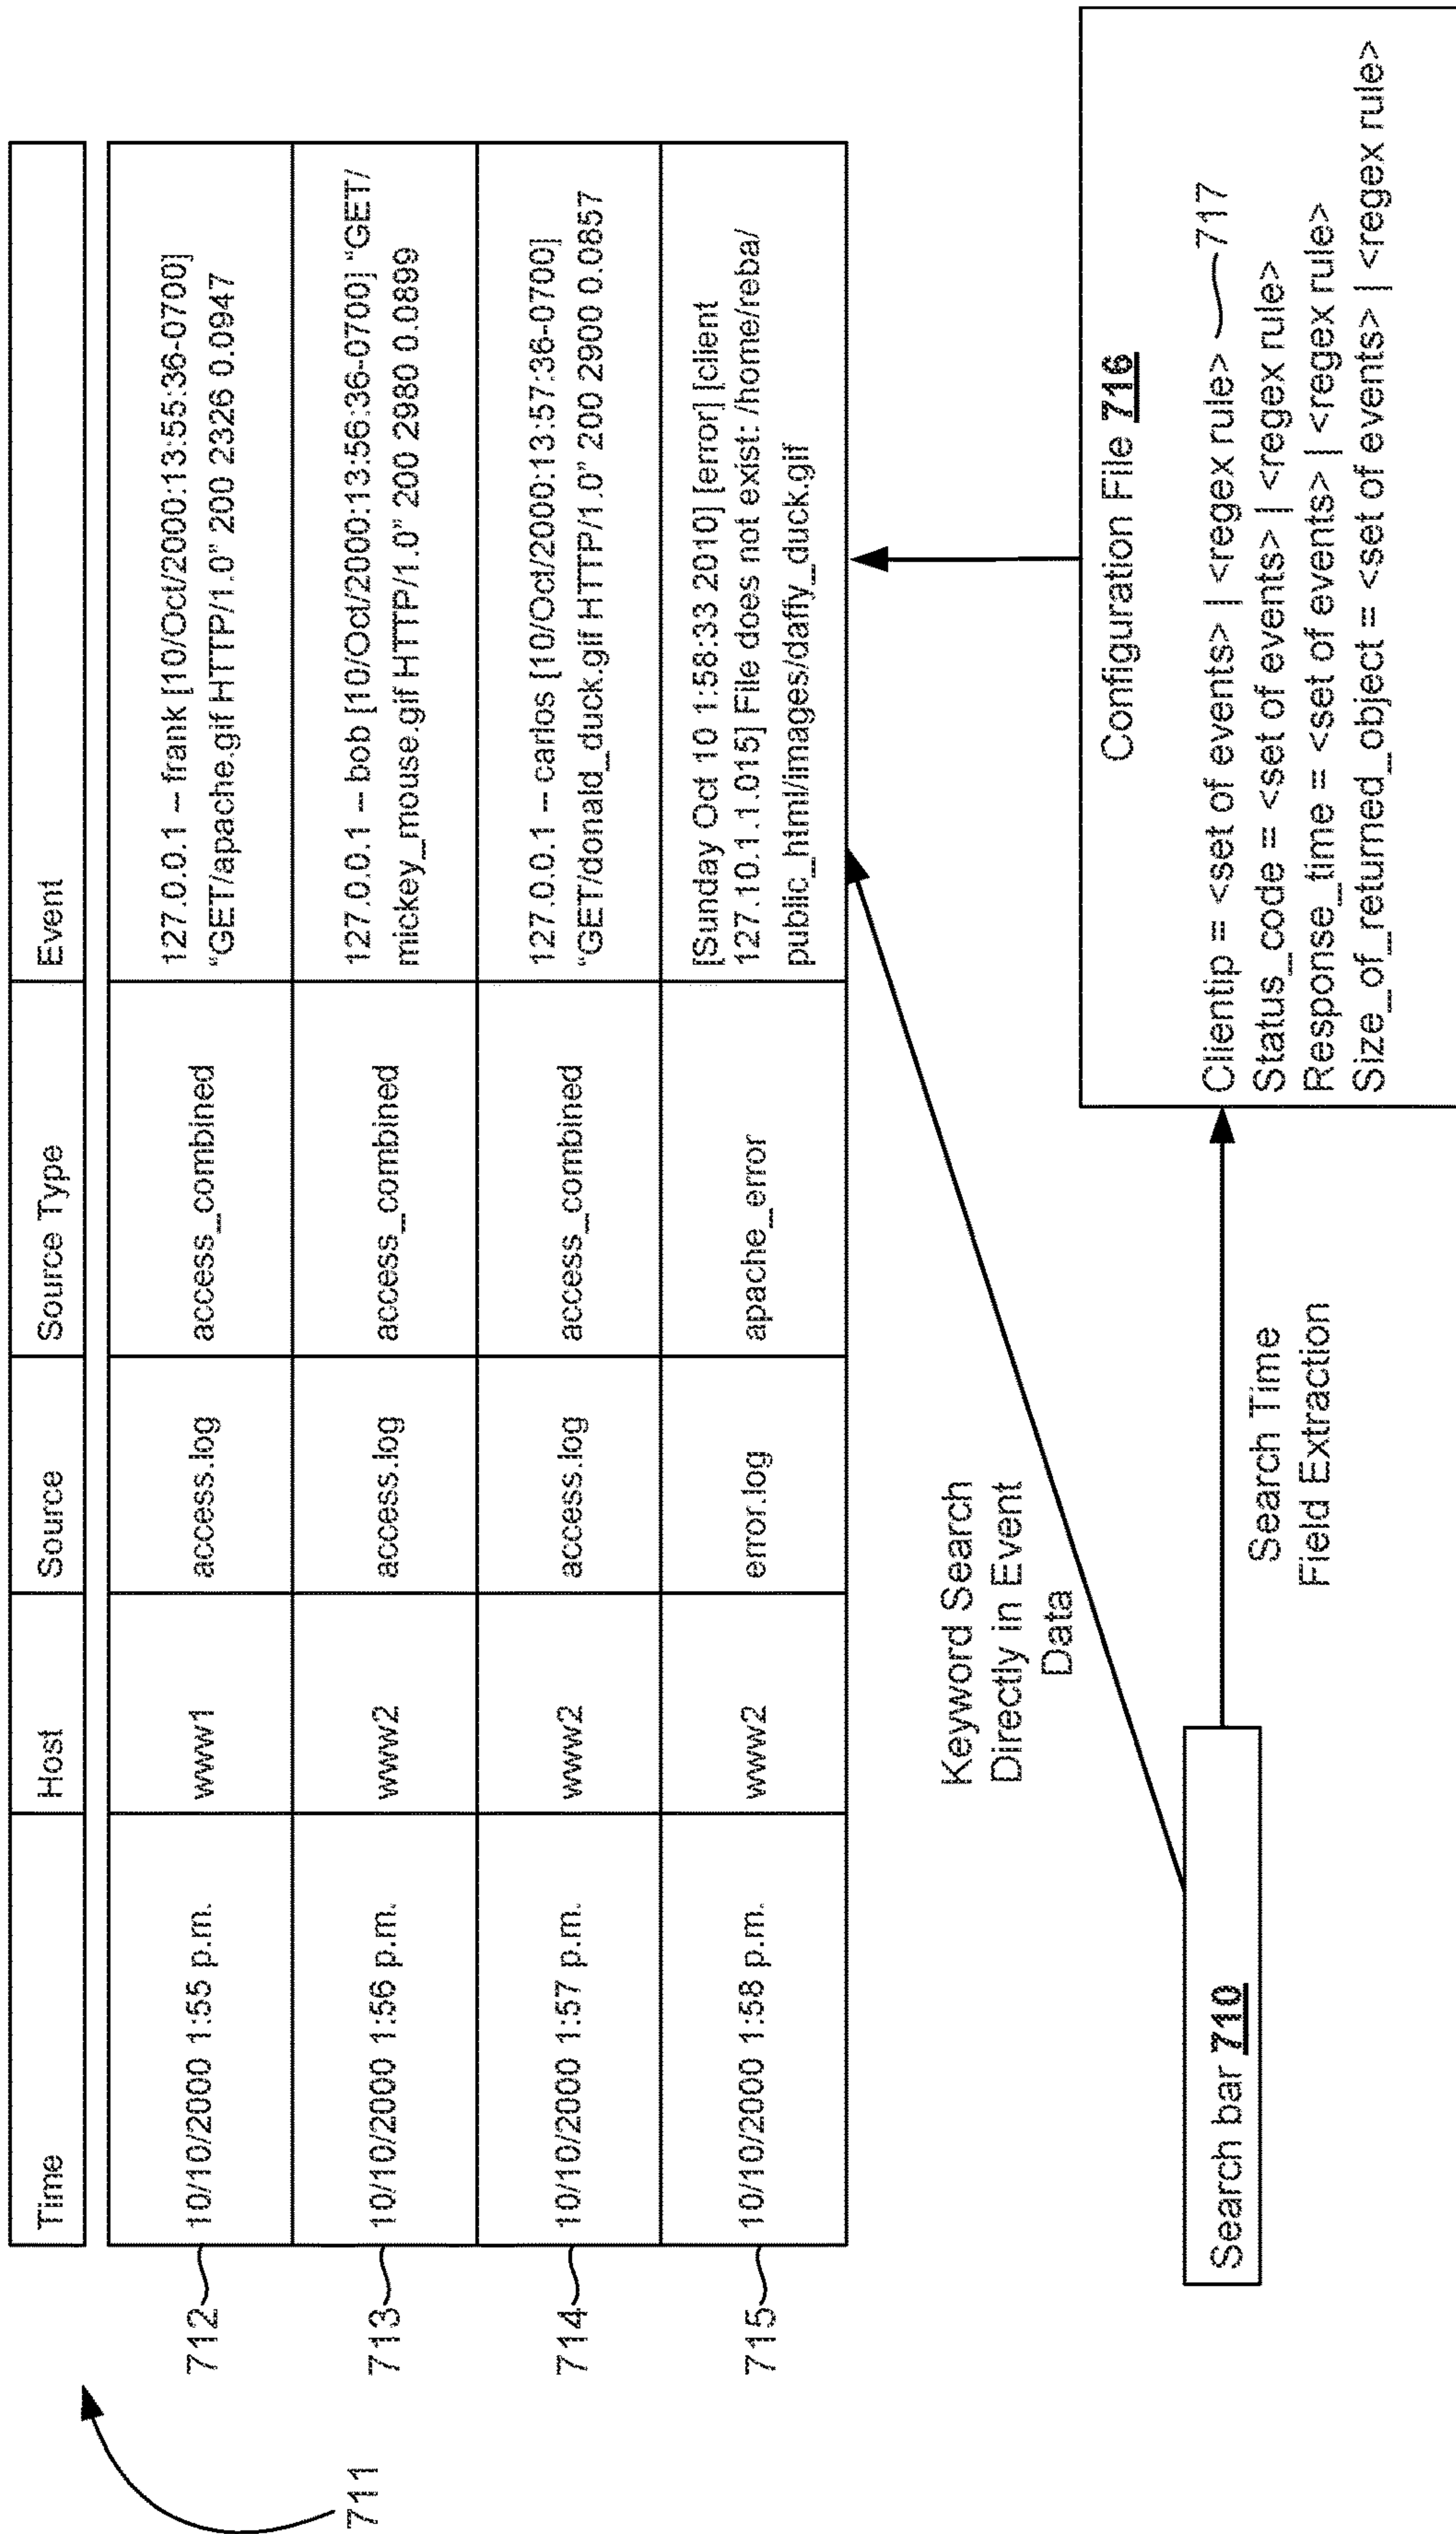 711
Time Host Source Source Type Event
712 10/10/2000 1:55 p.m. www1 access.log access_combined 127.0.0.1 -- frank [10/Oct/2000:13:55:36-0700]
"GET/apache.gif HTTP/1.0" 200 2326 0.0947
713 10/10/2000 1:56 p.m. www2 access.log access_combined 127.0.0.1 -- bob [10/Oct/2000:13:56:36-0700] "GET/
mickey_mouse.gif HTTP/1.0" 200 2980 0.0899
714 10/10/2000 1:57 p.m. www2 access.log access_combined 127.0.0.1 -- carlos [10/Oct/2000:13:57:36-0700]
"GET/donald_duck.gif HTTP/1.0" 200 2900 0.0857
715 10/10/2000 1:58 p.m. www2 error.log apache_error [Sunday Oct 10 1:58:33 2010] [error] [client
127.10.1.1.015] File does not exist: /home/reba/
public_html/images/daffy_duck.gif
Keyword Search
Directly in Event
Data
Search bar 710
Search Time
Field Extraction
Configuration File 716
Clientip = <set of events> | <regex rule> 717
Status_code = <set of events> | <regex rule>
Response_time = <set of events> | <regex rule>
Size_of_returned_object = <set of events> | <regex rule>